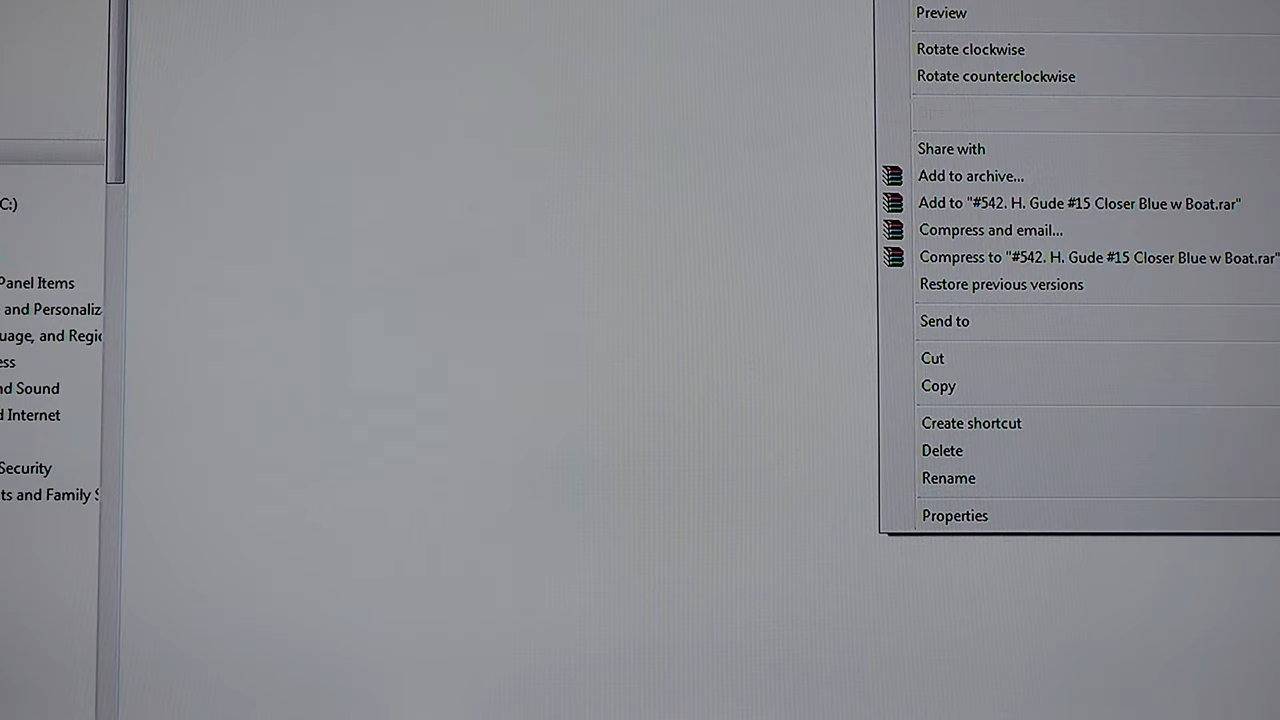 C:)
Panel Items
and Personaliz
uage, and Regio
ess
nd Sound
d Internet
Security
ts and Family S
Preview
Rotate clockwise
Rotate counterclockwise
Share with
Add to archive...
Add to "#542. H. Gude #15 Closer Blue w Boat.rar"
Compress and email...
Compress to "#542. H. Gude #15 Closer Blue w Boat.rar"
Restore previous versions
Send to
Cut
Copy
Create shortcut
Delete
Rename
Properties